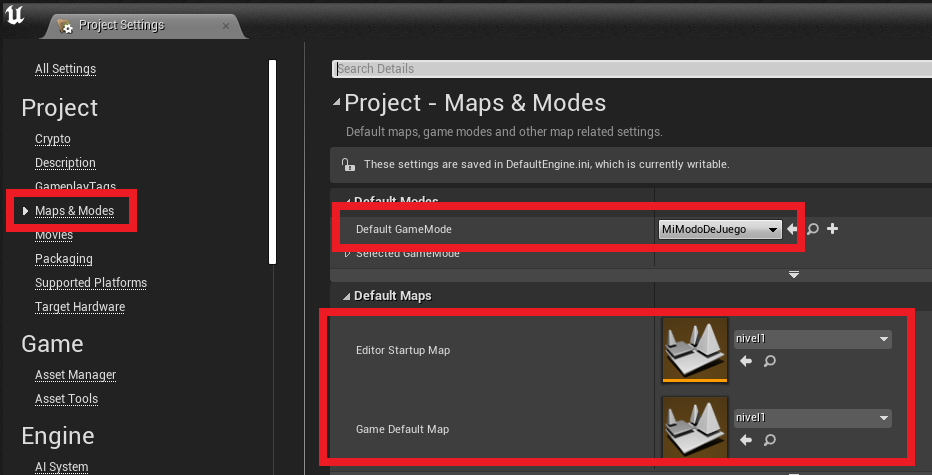 Project Settings
All Settings
Project
Crypto
Description
GameplayTags
Maps & Modes
Movies
Packaging
Supported Platforms
Target Hardware
Game
Asset Manager
Asset Tools
Engine
AI System
Search Details
Project - Maps & Modes
Default maps, game modes and other map related settings.
These settings are saved in DefaultEngine.ini, which is currently writable.
Default Modes
Default GameMode MiModoDeJuego
Selected GameMode
Default Maps
Editor Startup Map nivel1
Game Default Map nivel1